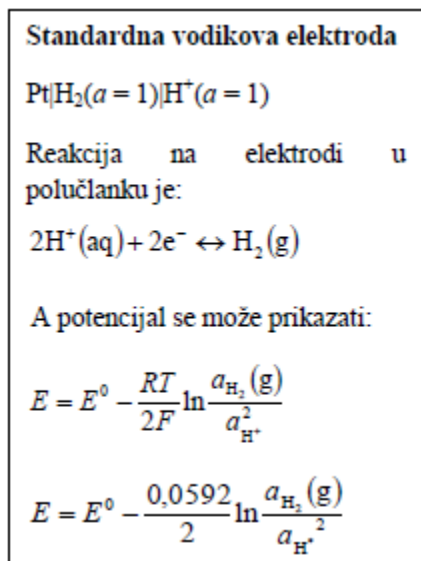 Standardna vodikova elektroda
Pt|H₂(a = 1)|H⁺(a = 1)
Reakcija na elektrodi u
polučlanku je:
2H⁺(aq) + 2e⁻ ↔ H₂(g)
A potencijal se može prikazati:
E = E⁰ − RT/2F ln a_H₂(g)/a²_H⁺
E = E⁰ − 0,0592/2 ln a_H₂(g)/a_H⁺²